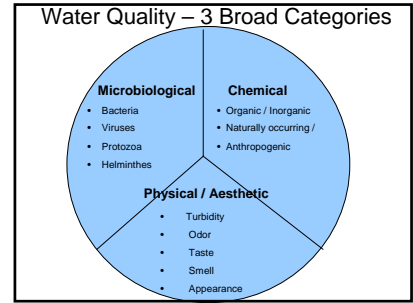 Water Quality – 3 Broad Categories
Microbiological
• Bacteria
• Viruses
• Protozoa
• Helminthes
Chemical
• Organic / Inorganic
• Naturally occurring /
• Anthropogenic
Physical / Aesthetic
• Turbidity
• Odor
• Taste
• Smell
• Appearance